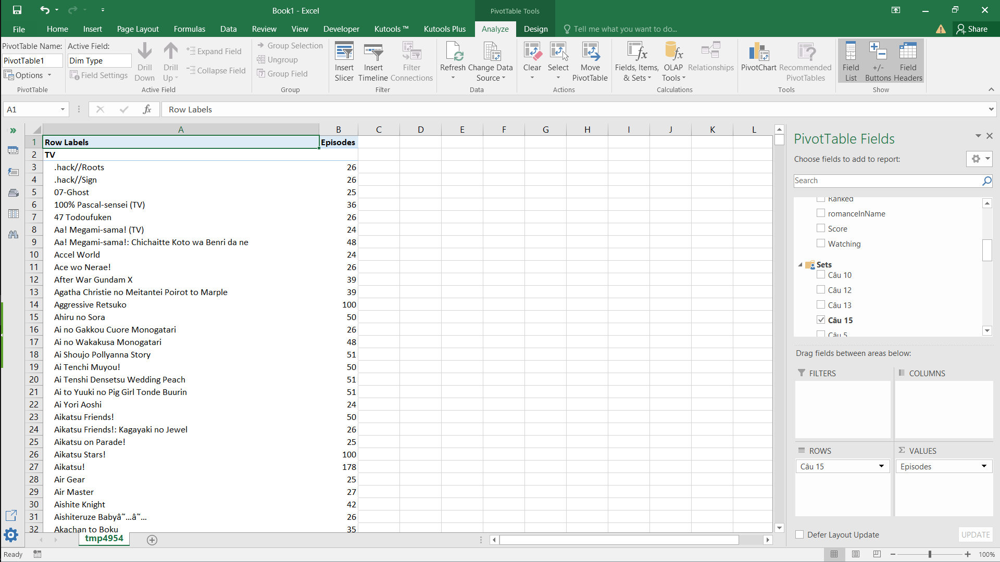 Book1 - Excel
PivotTable Tools
File Home Insert Page Layout Formulas Data Review View Developer Kutools ™ Kutools Plus Analyze Design Tell me what you want to do... Share
PivotTable Name:
PivotTable1
Options
PivotTable
Active Field:
Dim Type
Field Settings
Drill Down
Drill Up
Expand Field
Collapse Field
Active Field
Group Selection
Ungroup
Group Field
Group
Insert Slicer
Insert Timeline
Filter Connections
Filter
Refresh
Change Data Source
Data
Clear
Select
Move PivotTable
Actions
Fields, Items, & Sets
OLAP Tools
Relationships
Calculations
PivotChart
Recommended PivotTables
Tools
Field List
+/- Buttons
Field Headers
Show
A1
fx
Row Labels
A B C D E F G H I J K L
1 Row Labels Episodes
2 TV
3 .hack//Roots 26
4 .hack//Sign 26
5 07-Ghost 25
6 100% Pascal-sensei (TV) 36
7 47 Todoufuken 26
8 Aa! Megami-sama! (TV) 24
9 Aa! Megami-sama!: Chichaitte Koto wa Benri da ne 48
10 Accel World 24
11 Ace wo Nerae! 26
12 After War Gundam X 39
13 Agatha Christie no Meitantei Poirot to Marple 39
14 Aggressive Retsuko 100
15 Ahiru no Sora 50
16 Ai no Gakkou Cuore Monogatari 26
17 Ai no Wakakusa Monogatari 48
18 Ai Shoujo Pollyanna Story 51
19 Ai Tenchi Muyou! 50
20 Ai Tenshi Densetsu Wedding Peach 51
21 Ai to Yuuki no Pig Girl Tonde Buurin 51
22 Ai Yori Aoshi 24
23 Aikatsu Friends! 50
24 Aikatsu Friends!: Kagayaki no Jewel 26
25 Aikatsu on Parade! 25
26 Aikatsu Stars! 100
27 Aikatsu! 178
28 Air Gear 25
29 Air Master 27
30 Aishite Knight 42
31 Aishiteruze Babyâ˜…â˜… 26
32 Akachan to Boku 35
tmp4954
Ready
100%
PivotTable Fields
Choose fields to add to report:
Search
Ranked
romanceInName
Score
Watching
Sets
Câu 10
Câu 12
Câu 13
Câu 15
Câu 5
Drag fields between areas below:
FILTERS
COLUMNS
ROWS
Câu 15
Σ VALUES
Episodes
Defer Layout Update
UPDATE